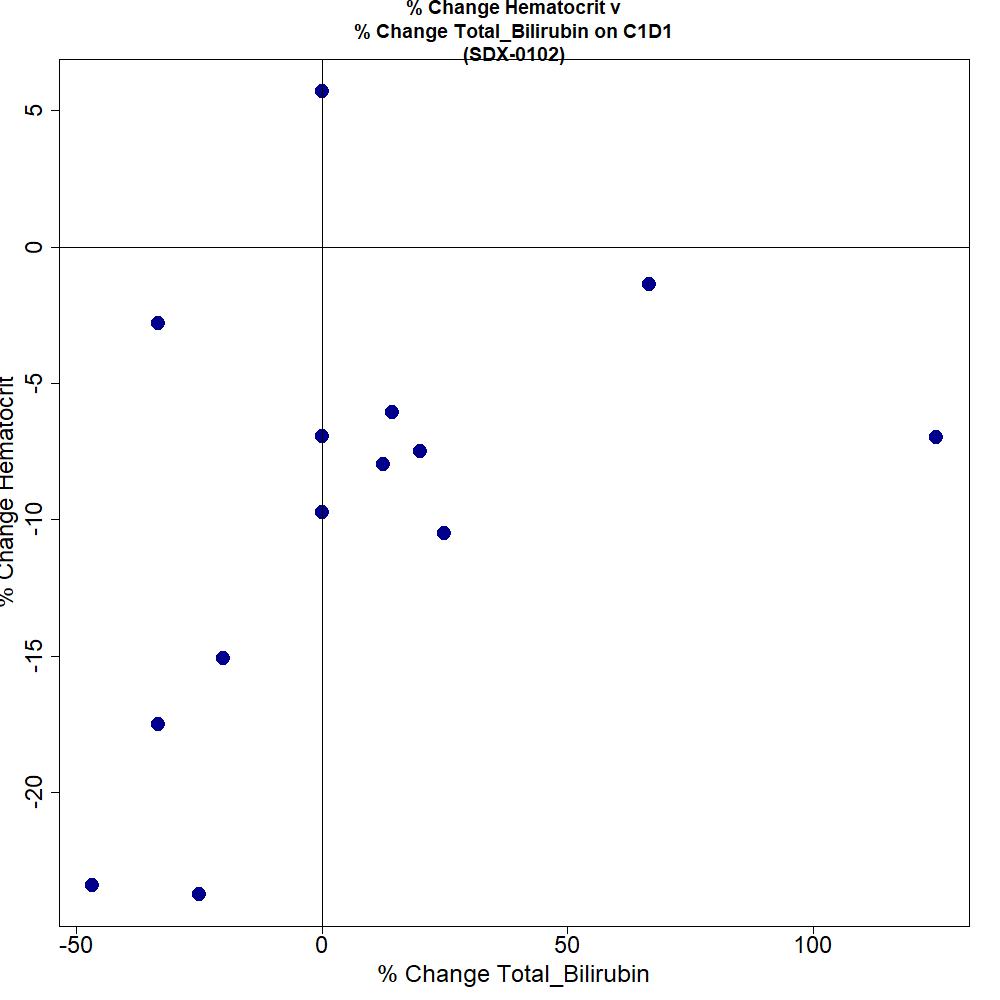 % Change Hematocrit v
% Change Total_Bilirubin on C1D1
(SDX-0102)
5
0
-5
-10
-15
-20
% Change Hematocrit
-50
0
50
100
% Change Total_Bilirubin